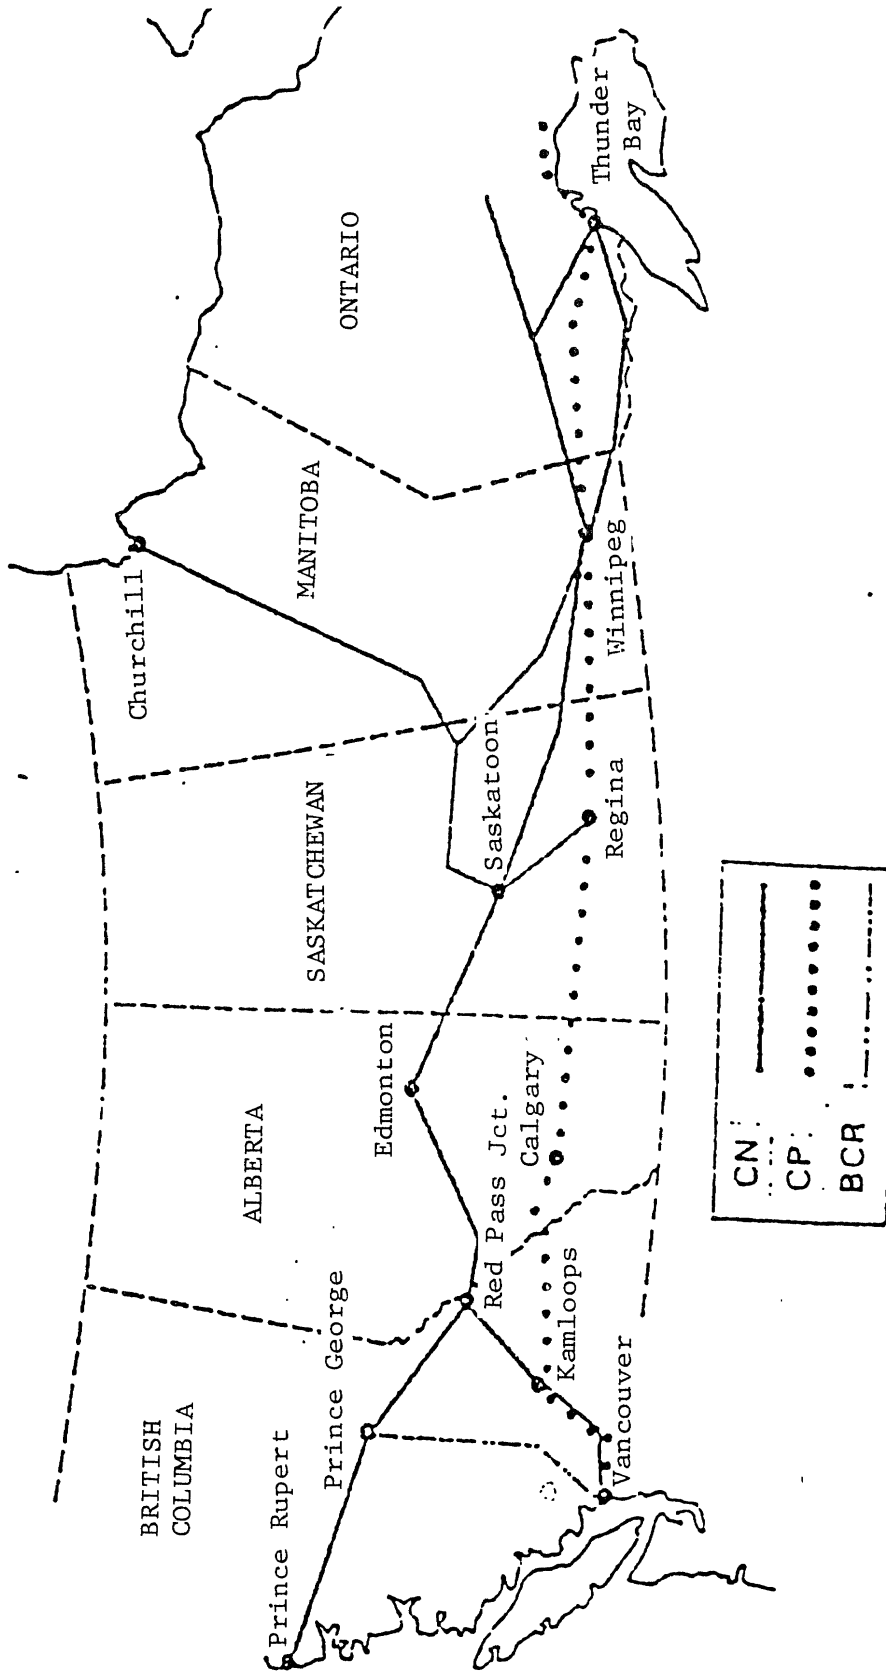 BRITISH
COLUMBIA
ALBERTA
SASKATCHEWAN
MANITOBA
ONTARIO
Prince Rupert
Prince George
Edmonton
Saskatoon
Churchill
Red Pass Jct.
Kamloops
Calgary
Vancouver
Regina
Winnipeg
Thunder
Bay
CN
CP
BCR